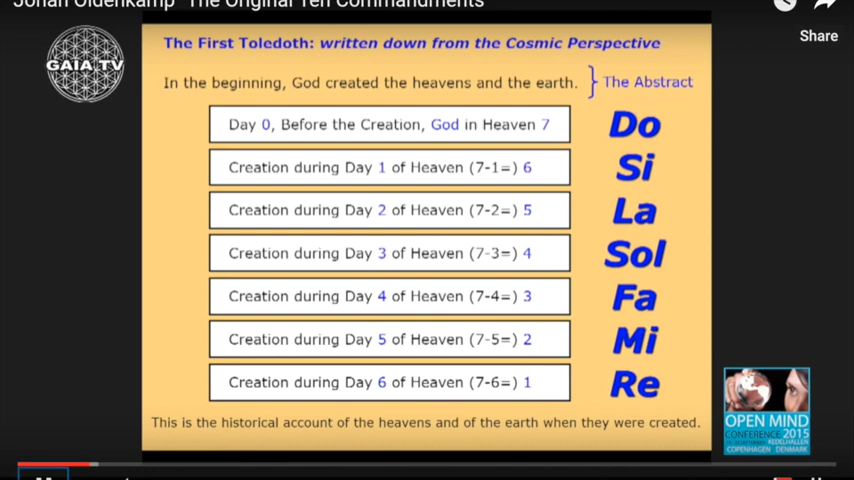 Johan Oldenkamp "The Original Ten Commandments"
Share
GAIA.TV
The First Toledoth: written down from the Cosmic Perspective
In the beginning, God created the heavens and the earth. } The Abstract
Day 0, Before the Creation, God in Heaven 7 Do
Creation during Day 1 of Heaven (7-1=) 6 Si
Creation during Day 2 of Heaven (7-2=) 5 La
Creation during Day 3 of Heaven (7-3=) 4 Sol
Creation during Day 4 of Heaven (7-4=) 3 Fa
Creation during Day 5 of Heaven (7-5=) 2 Mi
Creation during Day 6 of Heaven (7-6=) 1 Re
This is the historical account of the heavens and of the earth when they were created.
OPEN MIND
CONFERENCE 2015
COPENHAGEN DENMARK